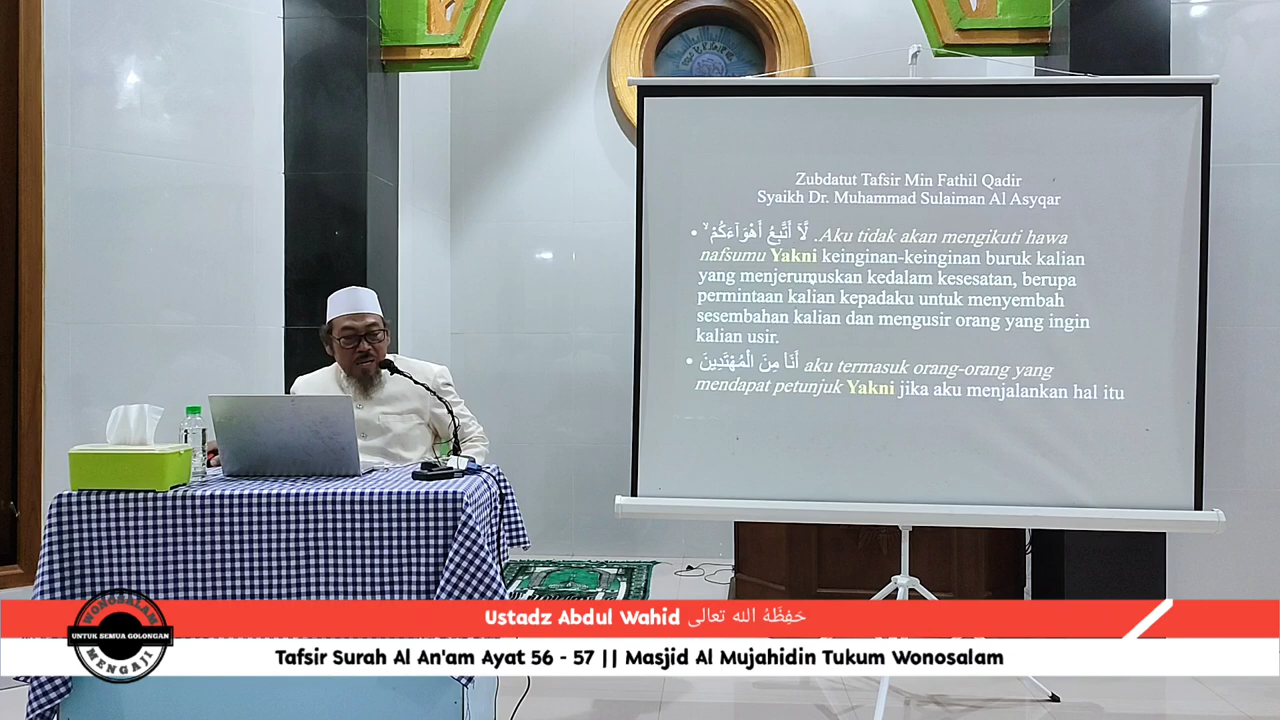 Zubdatut Tafsir Min Fathil Qadir
Syaikh Dr. Muhammad Sulaiman Al Asyqar
• لَّآ أَتَّبِعُ أَهْوَآءَكُمْ ۙ .Aku tidak akan mengikuti hawa
nafsumu Yakni keinginan-keinginan buruk kalian
yang menjerumuskan kedalam kesesatan, berupa
permintaan kalian kepadaku untuk menyembah
sesembahan kalian dan mengusir orang yang ingin
kalian usir.
• أَنَا۠ مِنَ الْمُهْتَدِينَ aku termasuk orang-orang yang
mendapat petunjuk Yakni jika aku menjalankan hal itu
Ustadz Abdul Wahid حَفِظَهُ الله تعالى
WONOSALAM
UNTUK SEMUA GOLONGAN
MENGAJI
Tafsir Surah Al An'am Ayat 56 - 57 || Masjid Al Mujahidin Tukum Wonosalam